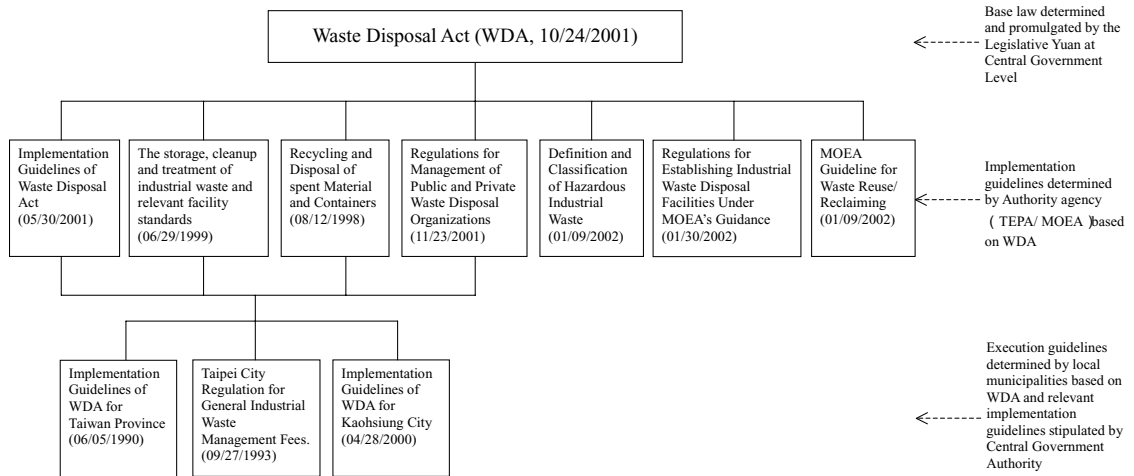 Waste Disposal Act (WDA, 10/24/2001)
Base law determined
and promulgated by the
Legislative Yuan at
Central Government
Level
Implementation
Guidelines of
Waste Disposal
Act
(05/30/2001)
The storage, cleanup
and treatment of
industrial waste and
relevant facility
standards
(06/29/1999)
Recycling and
Disposal of
spent Material
and Containers
(08/12/1998)
Regulations for
Management of
Public and Private
Waste Disposal
Organizations
(11/23/2001)
Definition and
Classification
of Hazardous
Industrial
Waste
(01/09/2002)
Regulations for
Establishing Industrial
Waste Disposal
Facilities Under
MOEA's Guidance
(01/30/2002)
MOEA
Guideline for
Waste Reuse/
Reclaiming
(01/09/2002)
Implementation
guidelines determined
by Authority agency
( TEPA/ MOEA )based
on WDA
Implementation
Guidelines of
WDA for
Taiwan Province
(06/05/1990)
Taipei City
Regulation for
General Industrial
Waste
Management Fees.
(09/27/1993)
Implementation
Guidelines of
WDA for
Kaohsiung City
(04/28/2000)
Execution guidelines
determined by local
municipalities based on
WDA and relevant
implementation
guidelines stipulated by
Central Government
Authority